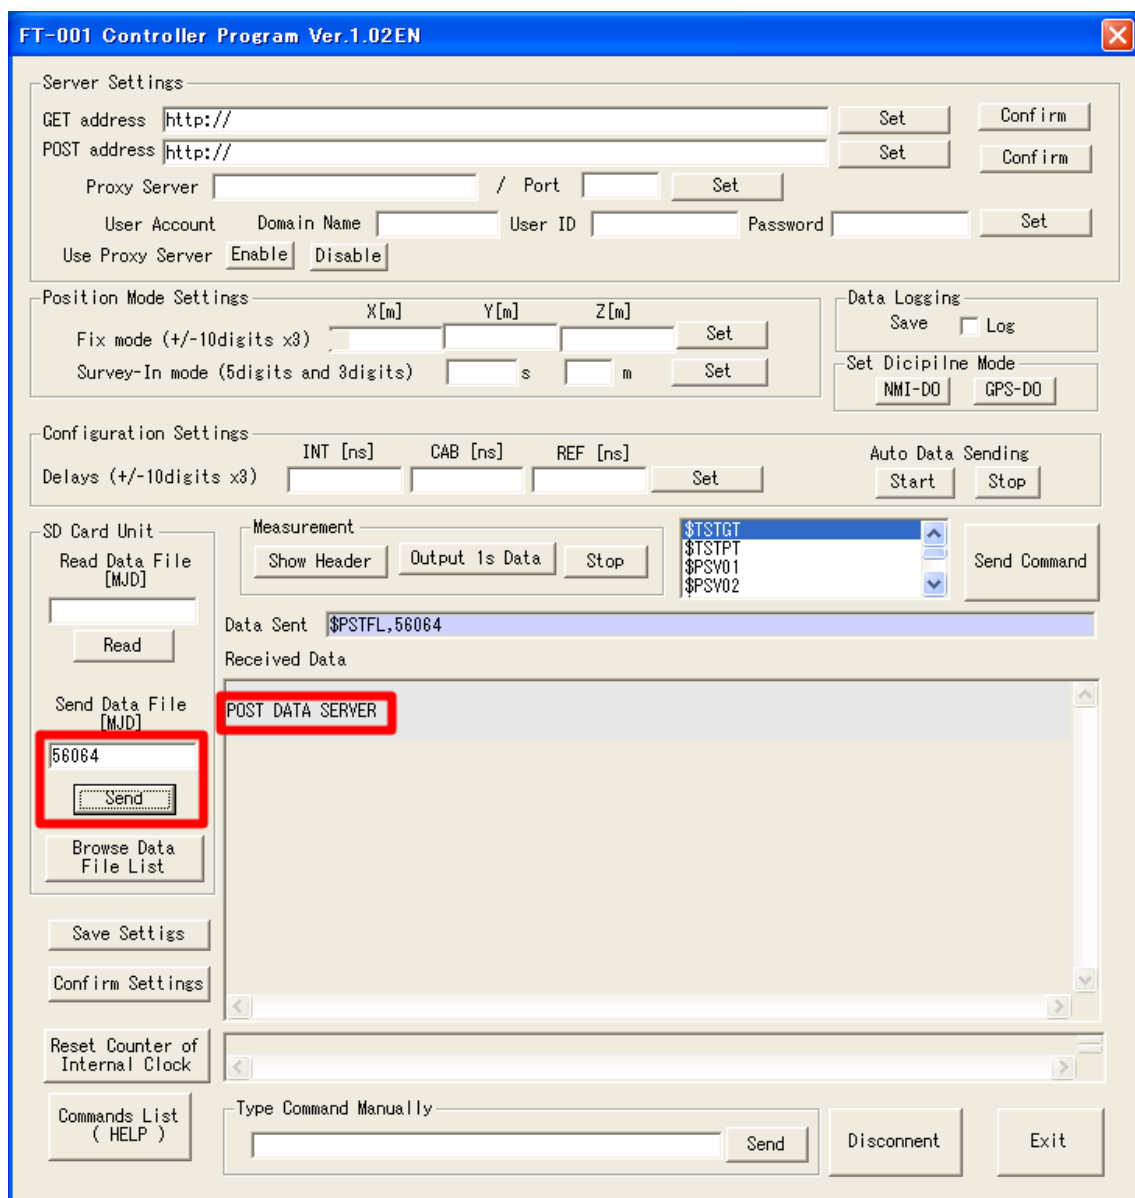 FT-001 Controller Program Ver.1.02EN
Server Settings
GET address http:// Set Confirm
POST address http:// Set Confirm
Proxy Server / Port Set
User Account Domain Name User ID Password Set
Use Proxy Server Enable Disable
Position Mode Settings
X[m] Y[m] Z[m]
Fix mode (+/-10digits x3) Set
Survey-In mode (5digits and 3digits) s m Set
Data Logging
Save Log
Set Dicipilne Mode
NMI-DO GPS-DO
Configuration Settings
INT [ns] CAB [ns] REF [ns]
Delays (+/-10digits x3) Set
Auto Data Sending
Start Stop
SD Card Unit
Read Data File
[MJD]
Read
Send Data File
[MJD]
56064
Send
Browse Data
File List
Measurement
Show Header Output 1s Data Stop
$TSTGT
$TSTPT
$PSV01
$PSV02
Send Command
Data Sent $PSTFL,56064
Received Data
POST DATA SERVER
Save Settigs
Confirm Settings
Reset Counter of
Internal Clock
Commands List
( HELP )
Type Command Manually
Send
Disconnent
Exit